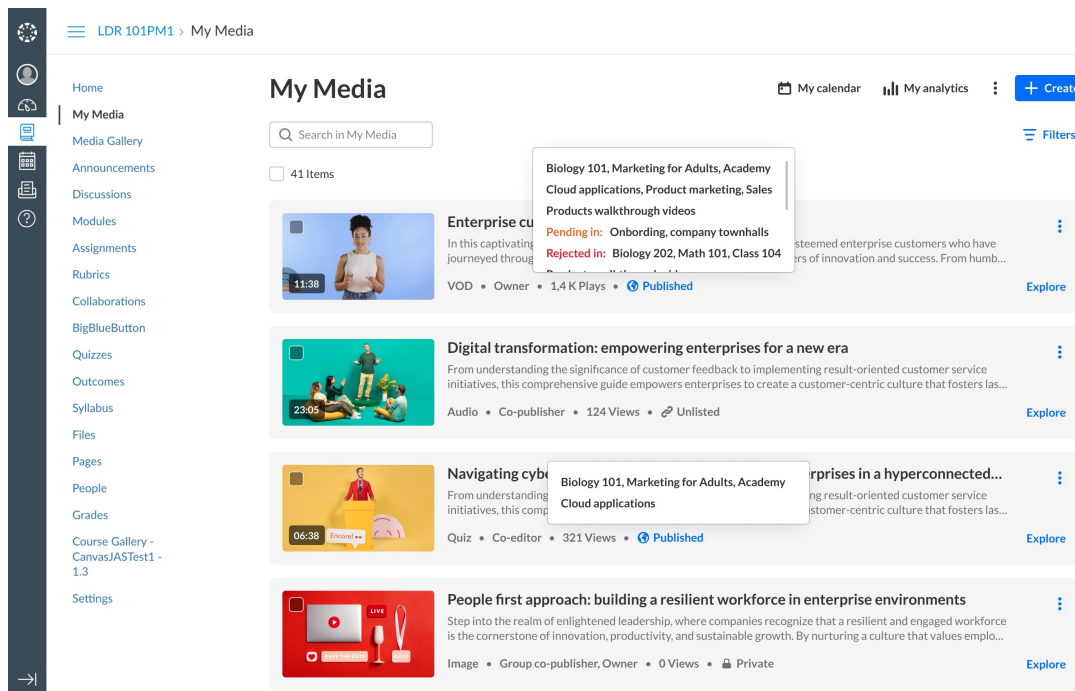 LDR 101PM1 > My Media
Home
My Media
Media Gallery
Announcements
Discussions
Modules
Assignments
Rubrics
Collaborations
BigBlueButton
Quizzes
Outcomes
Syllabus
Files
Pages
People
Grades
Course Gallery -
CanvasJASTest1 -
1.3
Settings
My Media
My calendar
My analytics
Create
Search in My Media
Filters
41 Items
Biology 101, Marketing for Adults, Academy
Cloud applications, Product marketing, Sales
Products walkthrough videos
Pending in: Onbording, company townhalls
Rejected in: Biology 202, Math 101, Class 104
11:38
Enterprise cu
In this captivating steemed enterprise customers who have
journeyed throug ers of innovation and success. From humb...
VOD • Owner • 1,4 K Plays • Published
Explore
23:05
Digital transformation: empowering enterprises for a new era
From understanding the significance of customer feedback to implementing result-oriented customer service
initiatives, this comprehensive guide empowers enterprises to create a customer-centric culture that fosters las...
Audio • Co-publisher • 124 Views • Unlisted
Explore
06:38
Encore!
Navigating cybe rprises in a hyperconnected...
From understanding ng result-oriented customer service
initiatives, this comp stomer-centric culture that fosters las...
Biology 101, Marketing for Adults, Academy
Cloud applications
Quiz • Co-editor • 321 Views • Published
Explore
LIVE
SAVE THE DATE
People first approach: building a resilient workforce in enterprise environments
Step into the realm of enlightened leadership, where companies recognize that a resilient and engaged workforce
is the cornerstone of innovation, productivity, and sustainable growth. By nurturing a culture that values emplo...
Image • Group co-publisher, Owner • 0 Views • Private
Explore